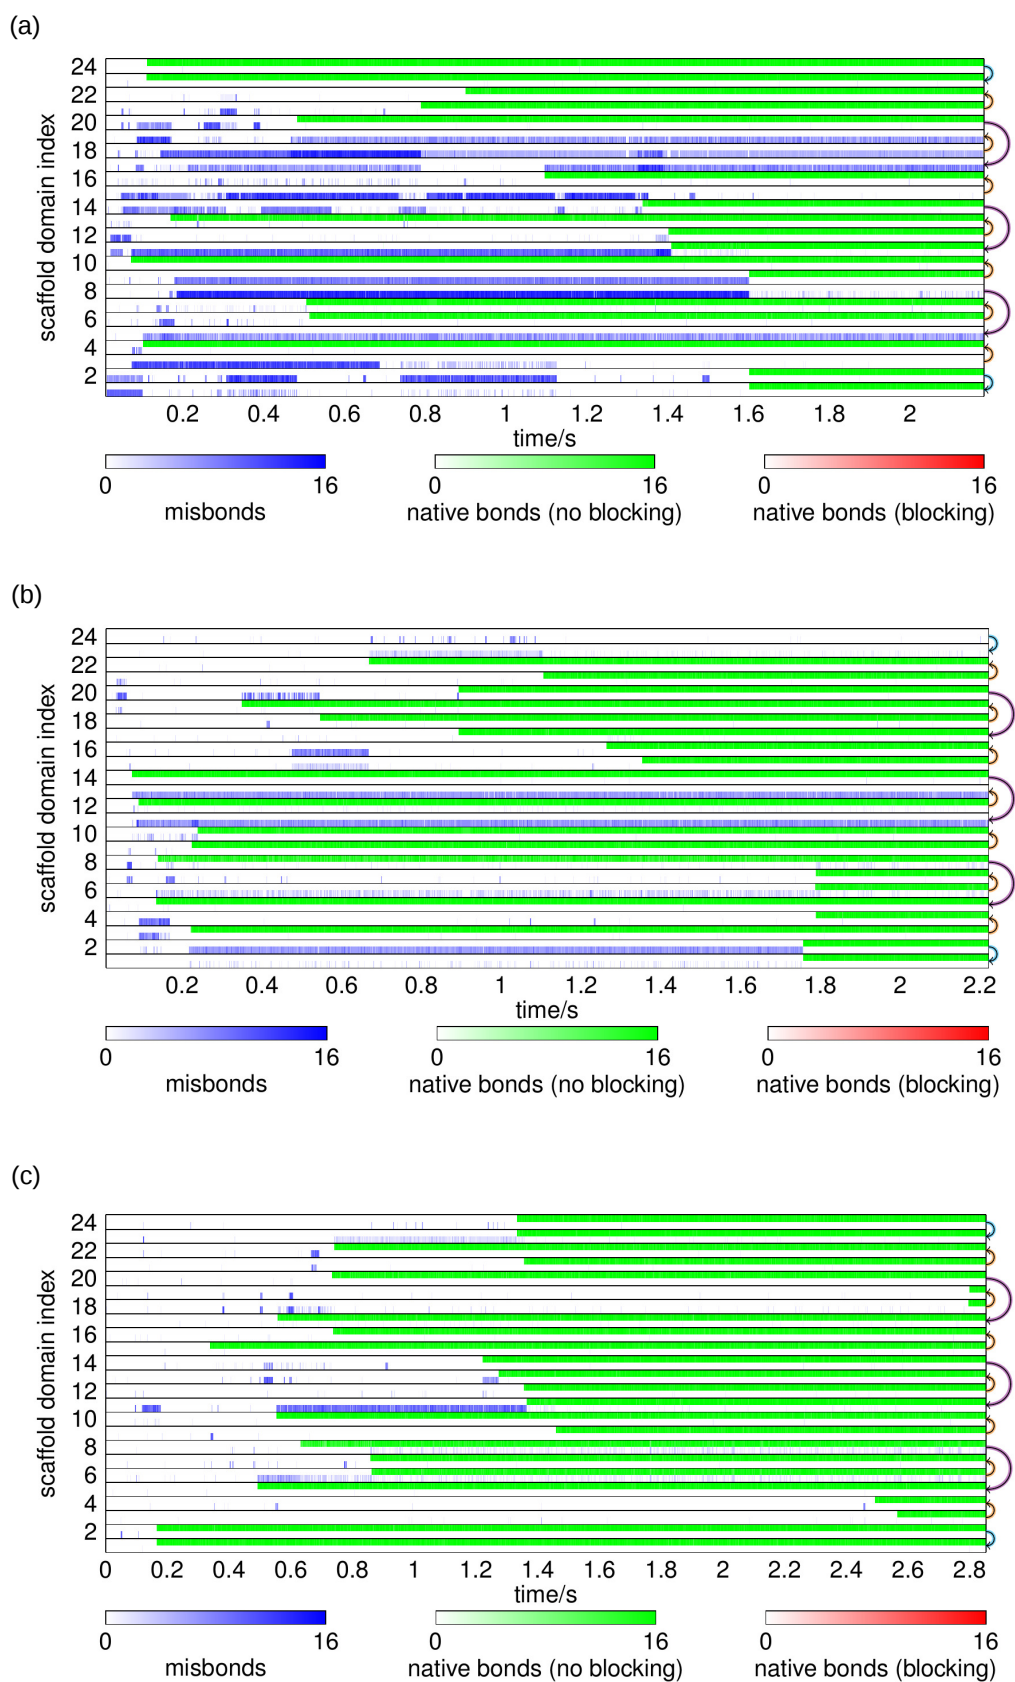 (a)
24
22
20
18
16
14
12
10
8
6
4
2
scaffold domain index
0.2 0.4 0.6 0.8 1 1.2 1.4 1.6 1.8 2
time/s
0 16 0 16 0 16
misbonds native bonds (no blocking) native bonds (blocking)
(b)
24
22
20
18
16
14
12
10
8
6
4
2
scaffold domain index
0.2 0.4 0.6 0.8 1 1.2 1.4 1.6 1.8 2 2.2
time/s
0 16 0 16 0 16
misbonds native bonds (no blocking) native bonds (blocking)
(c)
24
22
20
18
16
14
12
10
8
6
4
2
scaffold domain index
0 0.2 0.4 0.6 0.8 1 1.2 1.4 1.6 1.8 2 2.2 2.4 2.6 2.8
time/s
0 16 0 16 0 16
misbonds native bonds (no blocking) native bonds (blocking)